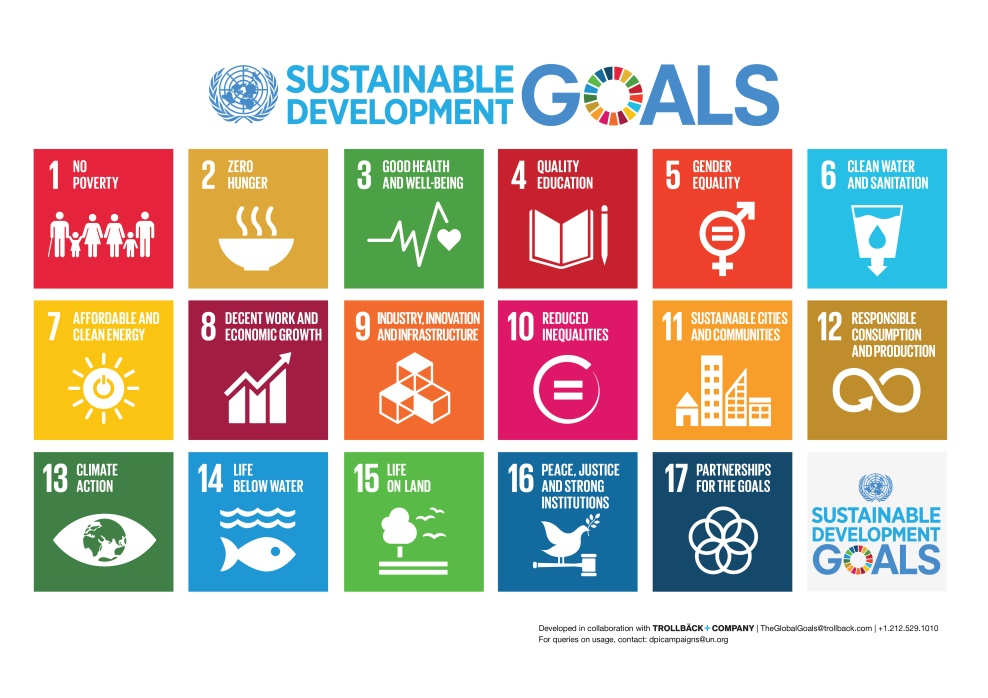 SUSTAINABLE
DEVELOPMENT
GOALS
1 NO
POVERTY
2 ZERO
HUNGER
3 GOOD HEALTH
AND WELL-BEING
4 QUALITY
EDUCATION
5 GENDER
EQUALITY
6 CLEAN WATER
AND SANITATION
7 AFFORDABLE AND
CLEAN ENERGY
8 DECENT WORK AND
ECONOMIC GROWTH
9 INDUSTRY, INNOVATION
AND INFRASTRUCTURE
10 REDUCED
INEQUALITIES
11 SUSTAINABLE CITIES
AND COMMUNITIES
12 RESPONSIBLE
CONSUMPTION
AND PRODUCTION
13 CLIMATE
ACTION
14 LIFE
BELOW WATER
15 LIFE
ON LAND
16 PEACE, JUSTICE
AND STRONG
INSTITUTIONS
17 PARTNERSHIPS
FOR THE GOALS
SUSTAINABLE
DEVELOPMENT
GOALS
Developed in collaboration with TROLLBÄCK+COMPANY | TheGlobalGoals@trollback.com | +1.212.529.1010
For queries on usage, contact: dpicampaigns@un.org